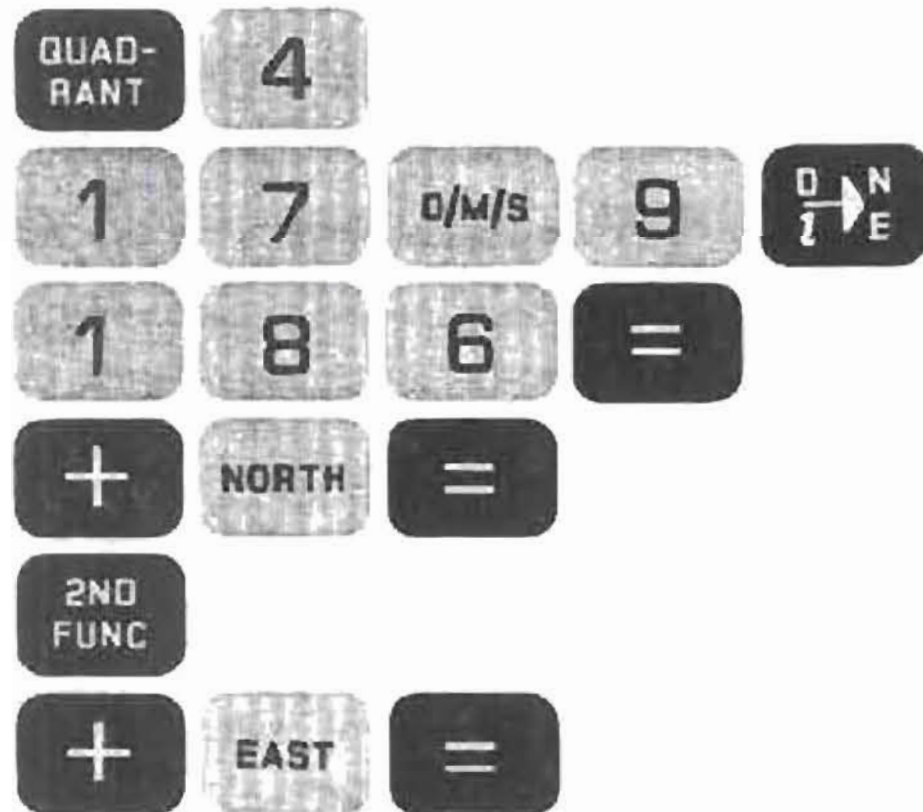 QUAD-
RANT 4
1 7 D/M/S 9 D N
l E
1 8 6 =
+ NORTH =
2ND
FUNC
+ EAST =